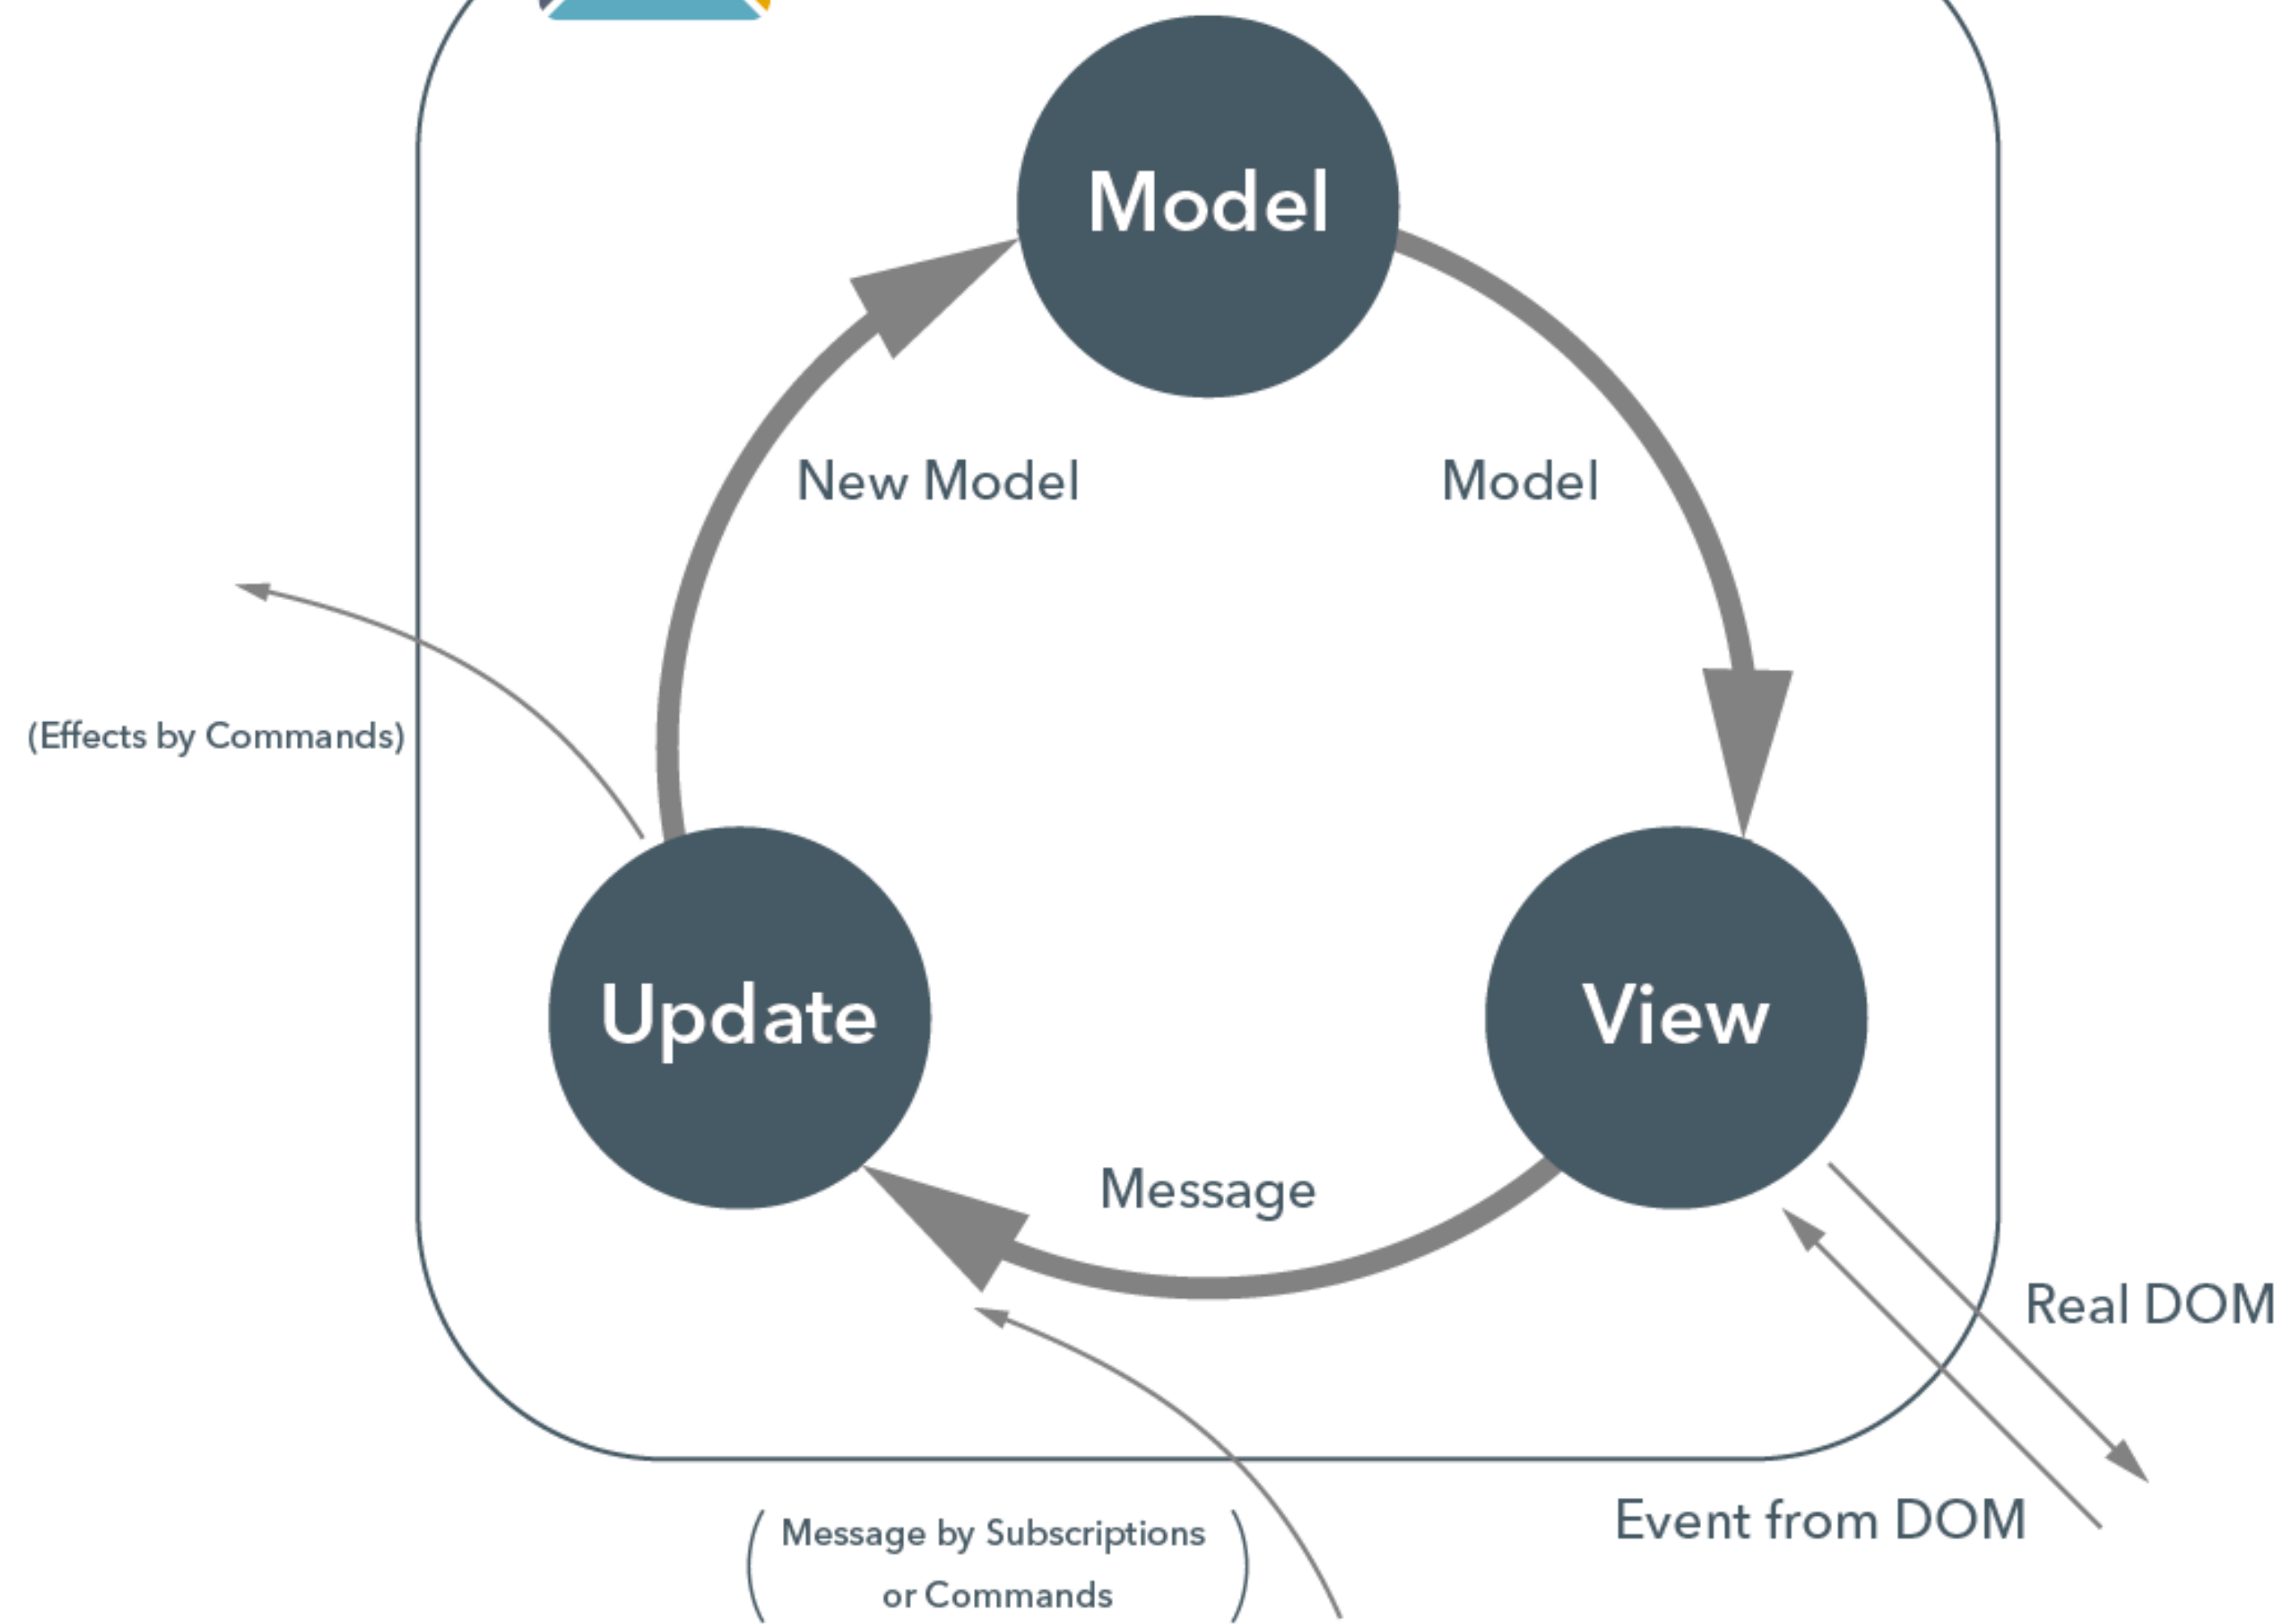 Model
New Model
Model
(Effects by Commands)
Update
View
Message
Real DOM
Event from DOM
(Message by Subscriptions
or Commands)